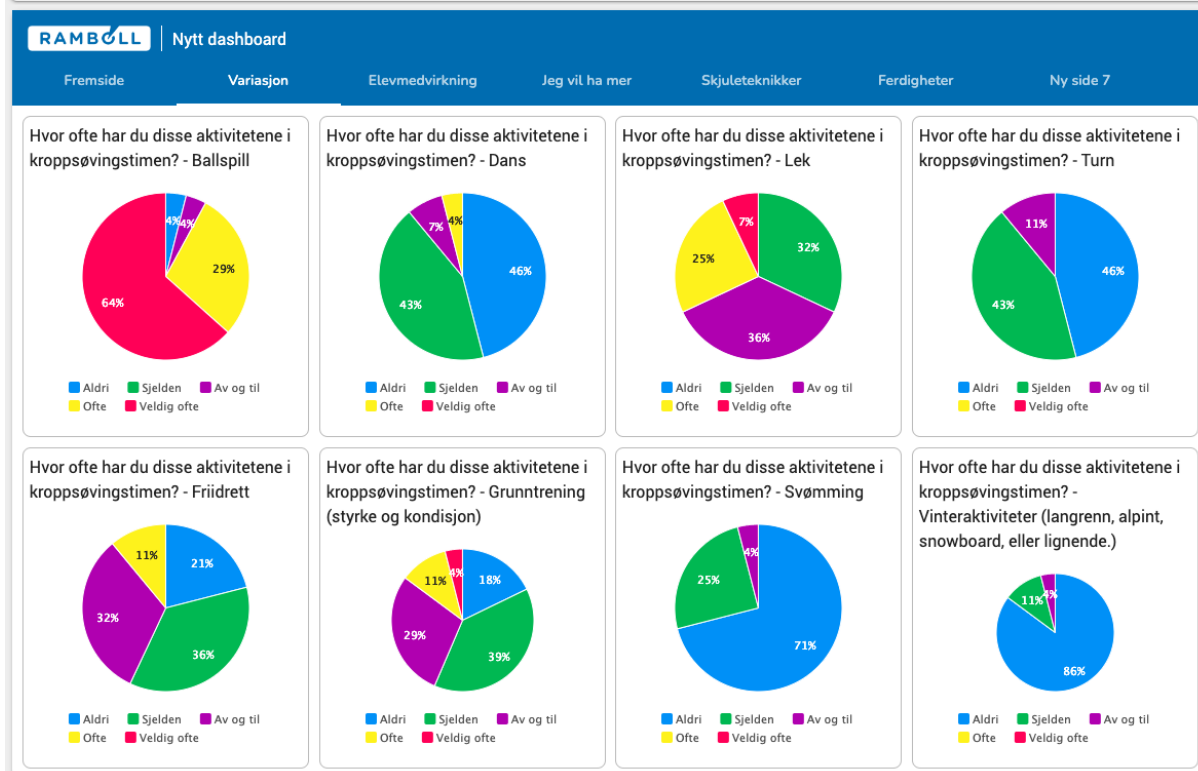 RAMBOLL Nytt dashboard
Fremside Variasjon Elevmedvirkning Jeg vil ha mer Skjuleteknikker Ferdigheter Ny side 7
Hvor ofte har du disse aktivitetene i
kroppsøvingstimen? - Ballspill
4%
4%
29%
64%
Aldri Sjelden Av og til
Ofte Veldig ofte
Hvor ofte har du disse aktivitetene i
kroppsøvingstimen? - Dans
7%
4%
46%
43%
Aldri Sjelden Av og til
Ofte Veldig ofte
Hvor ofte har du disse aktivitetene i
kroppsøvingstimen? - Lek
7%
32%
25%
36%
Aldri Sjelden Av og til
Ofte Veldig ofte
Hvor ofte har du disse aktivitetene i
kroppsøvingstimen? - Turn
11%
46%
43%
Aldri Sjelden Av og til
Ofte Veldig ofte
Hvor ofte har du disse aktivitetene i
kroppsøvingstimen? - Friidrett
11%
21%
32%
36%
Aldri Sjelden Av og til
Ofte Veldig ofte
Hvor ofte har du disse aktivitetene i
kroppsøvingstimen? - Grunntrening
(styrke og kondisjon)
11%
4%
18%
29%
39%
Aldri Sjelden Av og til
Ofte Veldig ofte
Hvor ofte har du disse aktivitetene i
kroppsøvingstimen? - Svømming
4%
25%
71%
Aldri Sjelden Av og til
Ofte Veldig ofte
Hvor ofte har du disse aktivitetene i
kroppsøvingstimen? -
Vinteraktiviteter (langrenn, alpint,
snowboard, eller lignende.)
11%
4%
86%
Aldri Sjelden Av og til
Ofte Veldig ofte